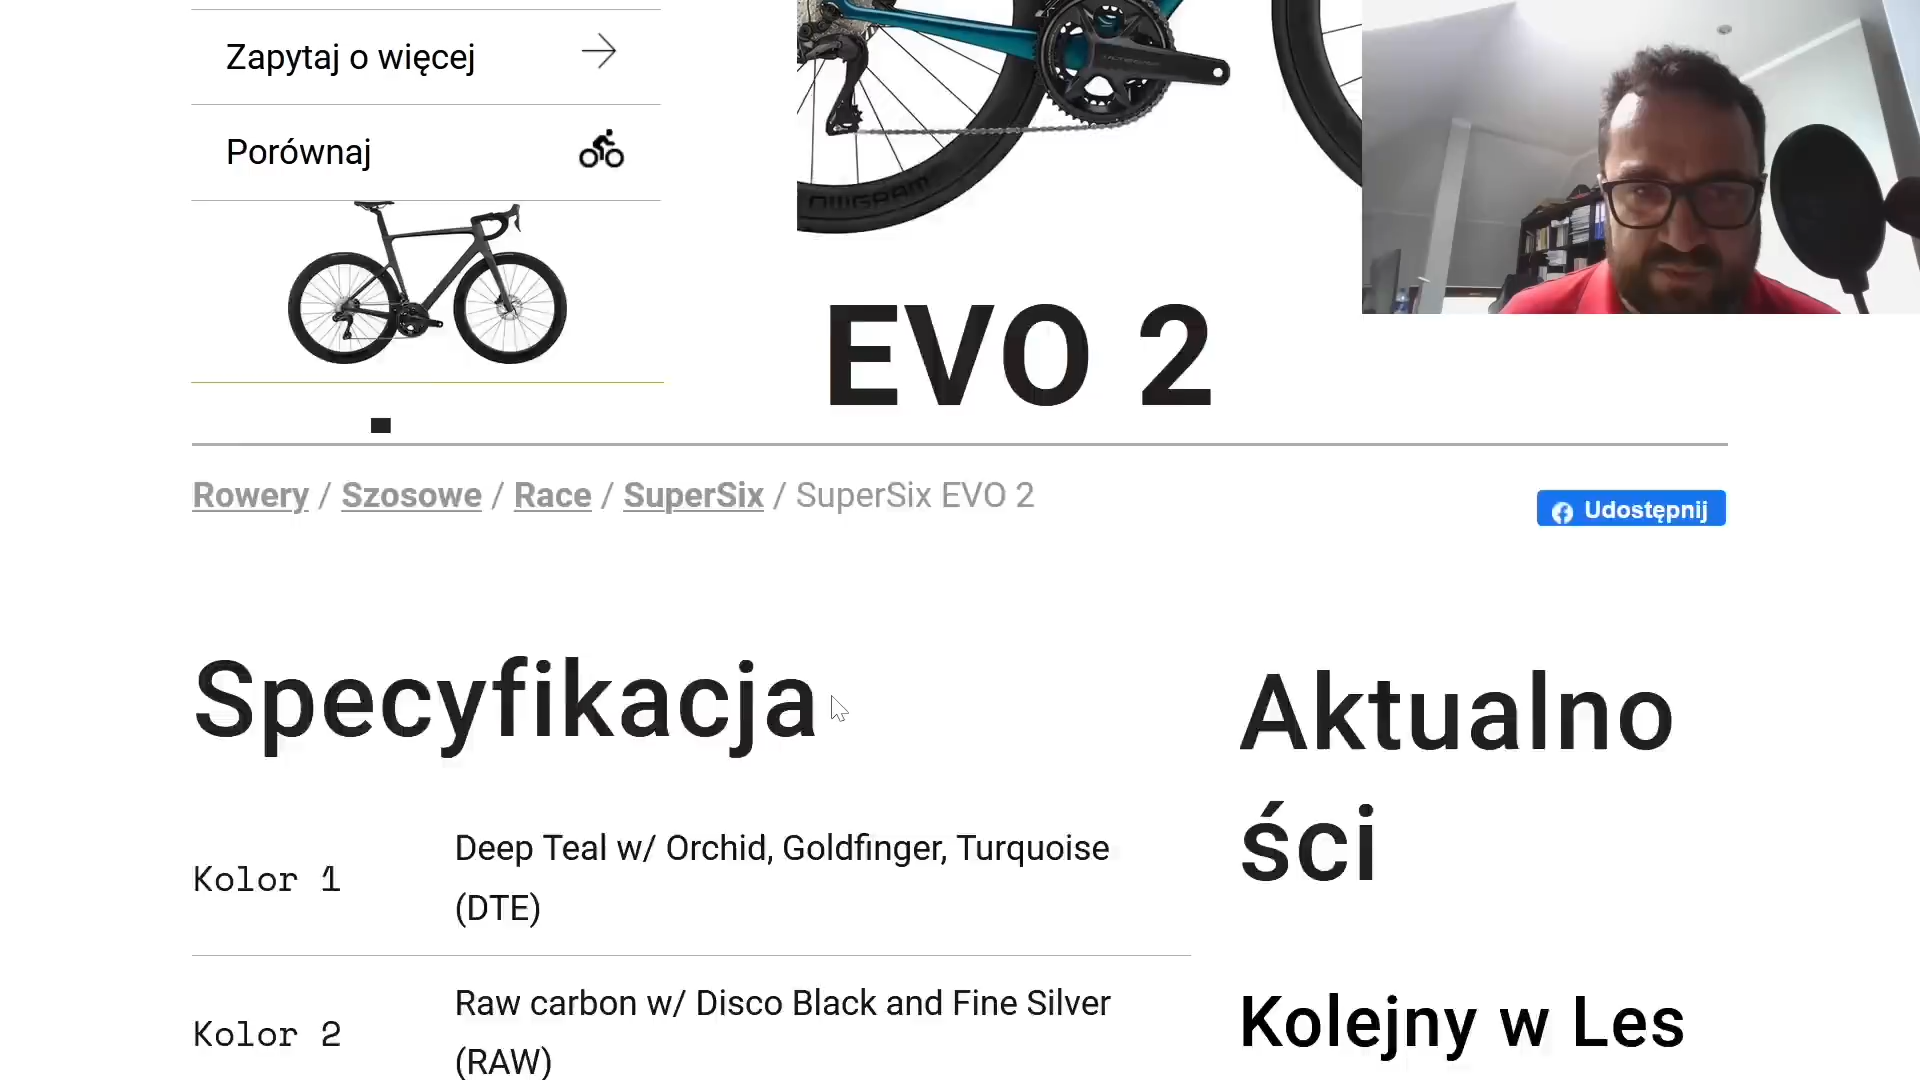 Zapytaj o więcej
Porównaj
EVO 2
Rowery / Szosowe / Race / SuperSix / SuperSix EVO 2
Udostępnij
Specyfikacja
Kolor 1
Deep Teal w/ Orchid, Goldfinger, Turquoise
(DTE)
Kolor 2
Raw carbon w/ Disco Black and Fine Silver
(RAW)
Aktualno
ści
Kolejny w Les